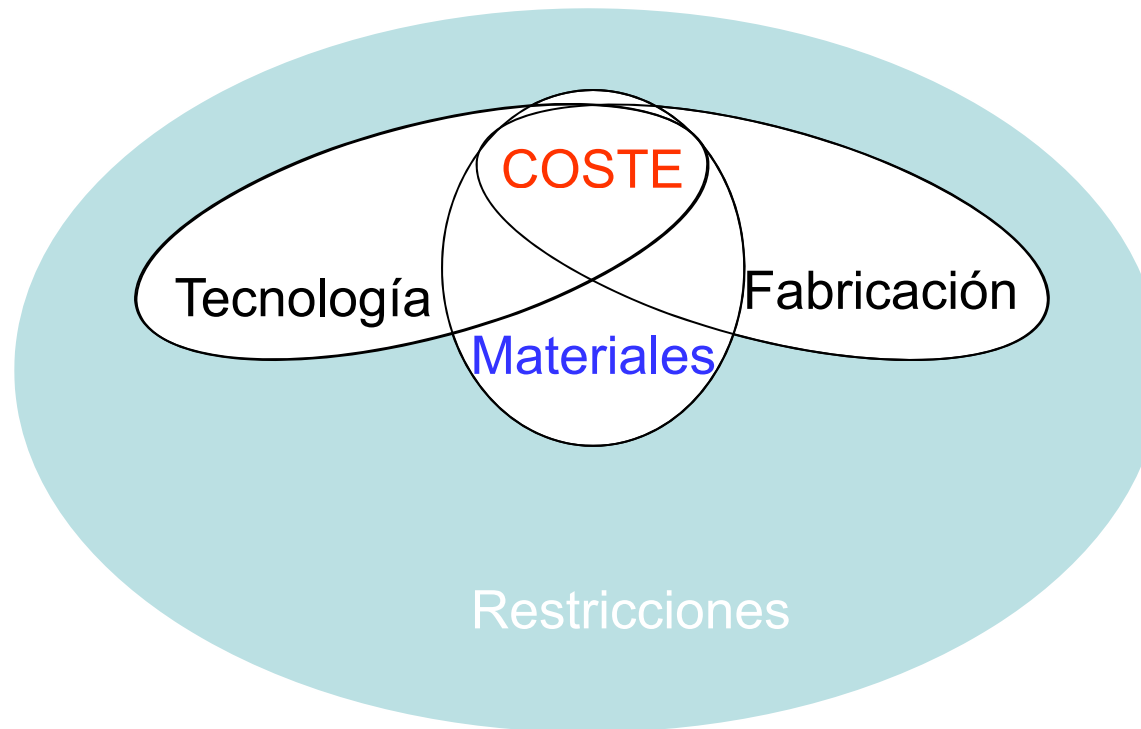 COSTE
Tecnología
Fabricación
Materiales
Restricciones